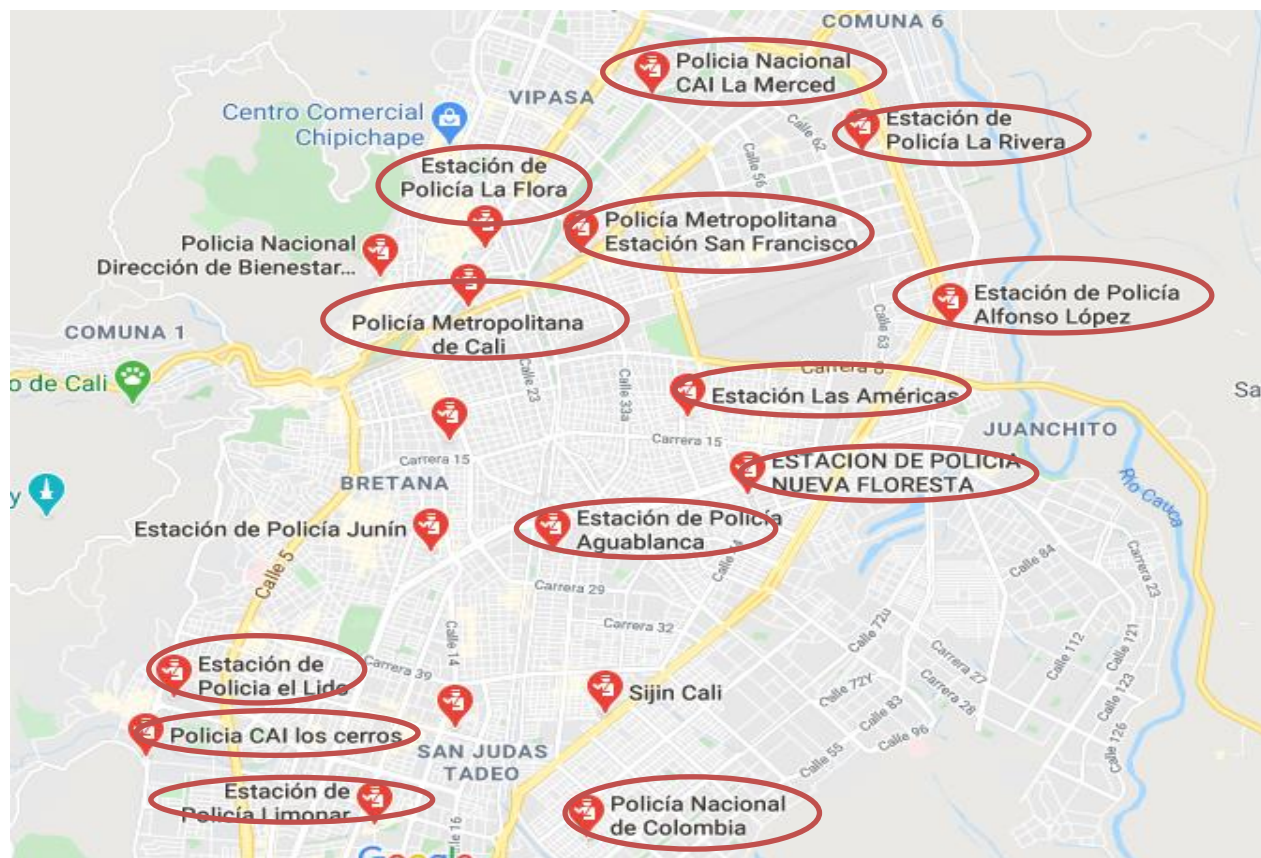 COMUNA 6
Policia Nacional
CAI La Merced
VIPASA
Centro Comercial
Chipichape
Calle 62
Estación de
Policía La Rivera
Estación de
Policía La Flora
Calle 56
Policía Metropolitana
Estación San Francisco
Policia Nacional
Dirección de Bienestar...
Estación de Policía
Alfonso López
Policía Metropolitana
de Cali
COMUNA 1
Calle 63
o de Cali
Calle 23
Calle 33a
Carrera 8
Estación Las Américas
Sa
Carrera 15
JUANCHITO
Carrera 15
BRETANA
ESTACION DE POLICIA
NUEVA FLORESTA
y
Río Cauca
Estación de Policía Junín
Estación de Policía
Aguablanca
Calle 5
Calle 84
Carrera 23
Carrera 29
Carrera 32
Calle 72u
Calle 14
Calle 112
Calle 121
Estación de
Policia el Lido
Carrera 39
Carrera 27
Calle 72Y
Carrera 28
Calle 123
Sijin Cali
Calle 83
Policia CAI los cerros
Calle 96
Calle 126
SAN JUDAS
TADEO
Calle 55
Estación de
Policía Limonar
Policía Nacional
de Colombia
Calle 16
Google